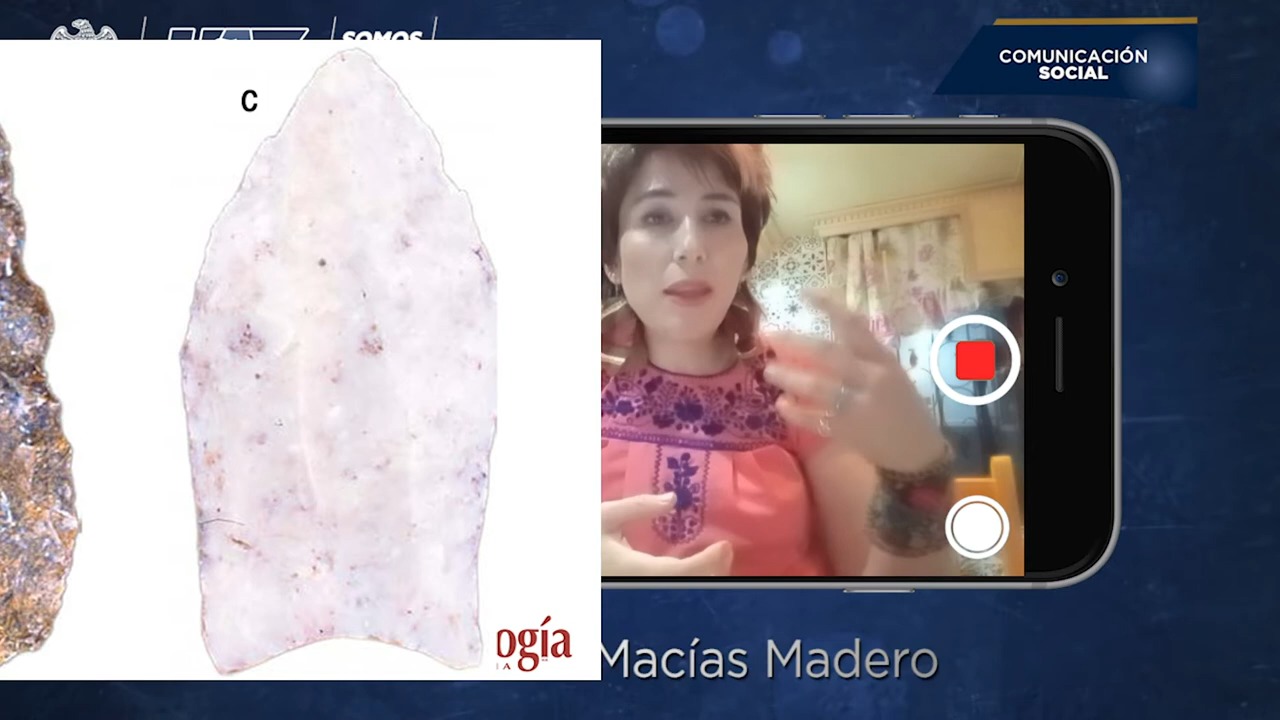 SOMOS
COMUNICACIÓN
SOCIAL
C
ogía
Macías Madero